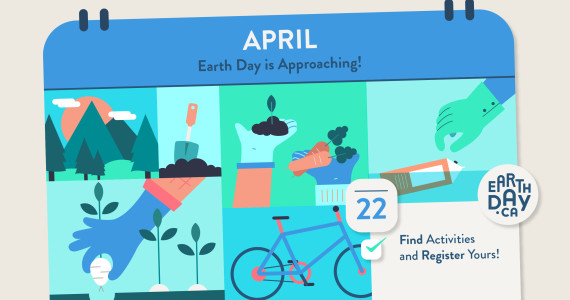 APRIL
Earth Day is Approaching!
22
EARTH
DAY
.CA
Find Activities
and Register Yours!